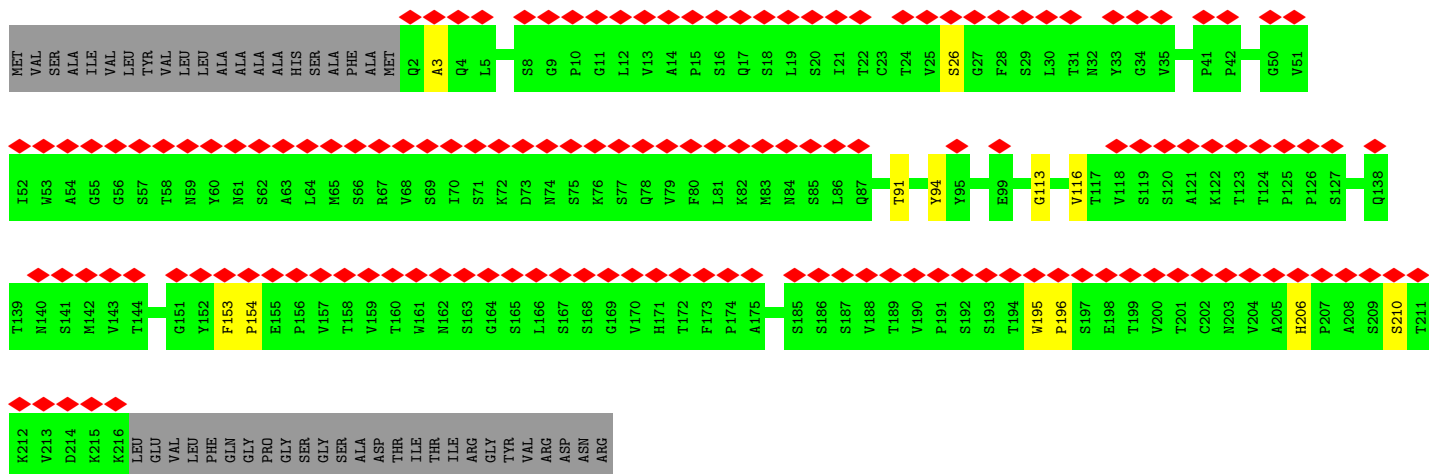 MET VAL SER ALA ILE VAL LEU TYR VAL LEU LEU ALA ALA ALA ALA HIS SER ALA PHE ALA MET Q2 A3 Q4 L5 S8 G9 P10 G11 L12 V13 A14 P15 S16 Q17 S18 L19 S20 I21 T22 C23 T24 V25 S26 G27 F28 S29 L30 T31 N32 Y33 G34 V35 P41 P42 G50 V51
I52 W53 A54 G55 G56 S57 T58 N59 Y60 N61 S62 A63 L64 M65 S66 R67 V68 S69 I70 S71 K72 D73 N74 S75 K76 S77 Q78 V79 F80 L81 K82 M83 N84 S85 L86 Q87 T91 Y94 Y95 E99 G113 V116 T117 V118 S119 S120 A121 K122 T123 T124 P125 P126 S127 Q138
T139 N140 S141 M142 V143 T144 G151 Y152 F153 P154 E155 P156 V157 T158 V159 T160 W161 N162 S163 G164 S165 L166 S167 S168 G169 V170 H171 T172 F173 P174 A175 S185 S186 S187 V188 T189 V190 P191 S192 S193 T194 W195 P196 S197 E198 T199 V200 T201 C202 N203 V204 A205 H206 P207 A208 S209 S210 T211
K212 V213 D214 K215 K216 LEU GLU VAL LEU PHE GLN GLY PRO GLY SER GLY SER ALA ASP THR ILE THR ILE ARG GLY TYR VAL ARG ASP ASN ARG